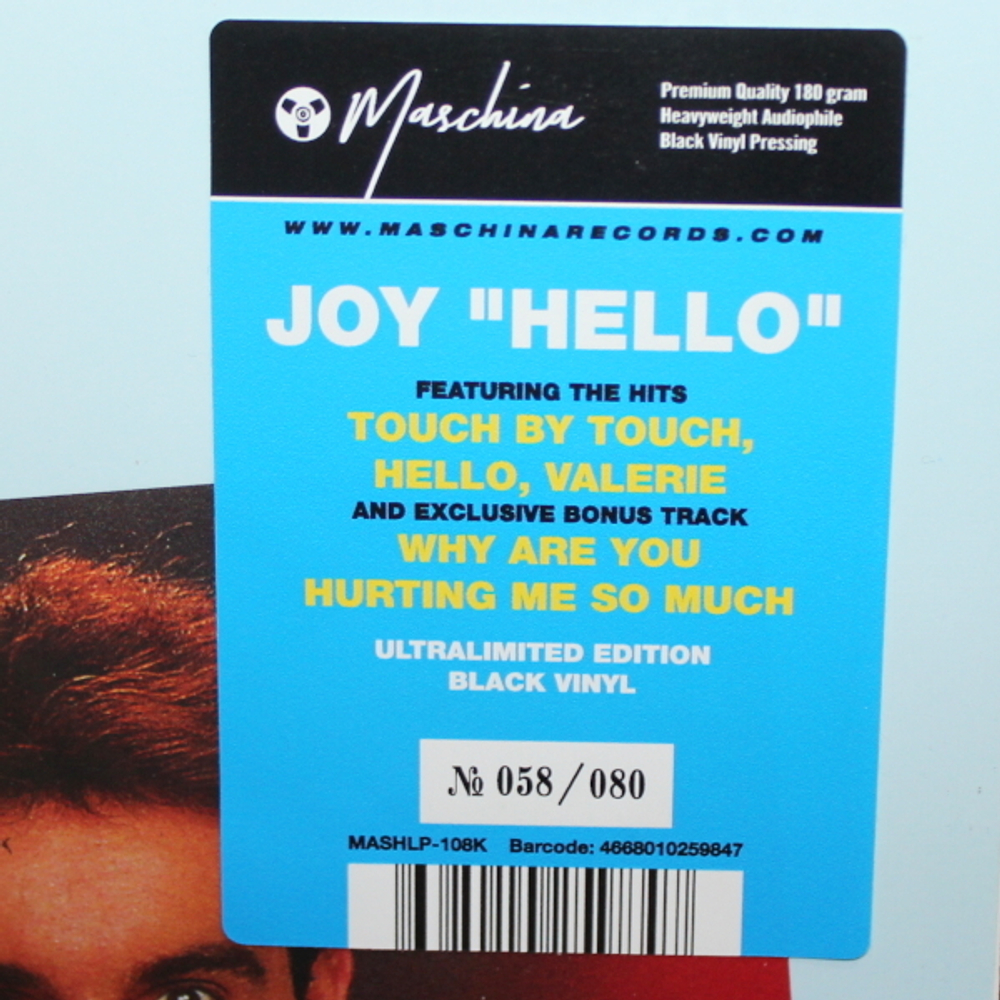 Maschina
Premium Quality 180 gram
Heavyweight Audiophile
Black Vinyl Pressing
WWW.MASCHINARECORDS.COM
JOY "HELLO"
FEATURING THE HITS
TOUCH BY TOUCH,
HELLO, VALERIE
AND EXCLUSIVE BONUS TRACK
WHY ARE YOU
HURTING ME SO MUCH
ULTRALIMITED EDITION
BLACK VINYL
№ 058/080
MASHLP-108K Barcode: 4668010259847